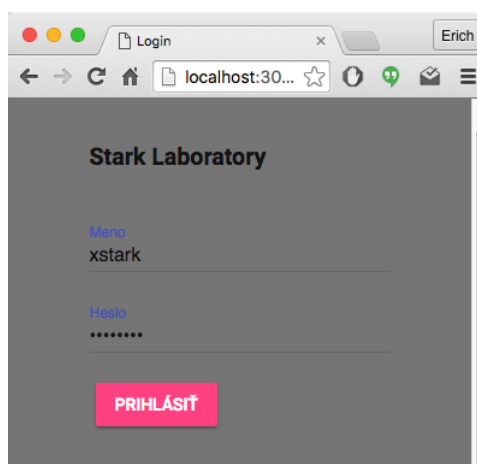 Login
Erich
localhost:30...
Stark Laboratory
Meno
xstark
Heslo
••••••••
PRIHLÁSIŤ